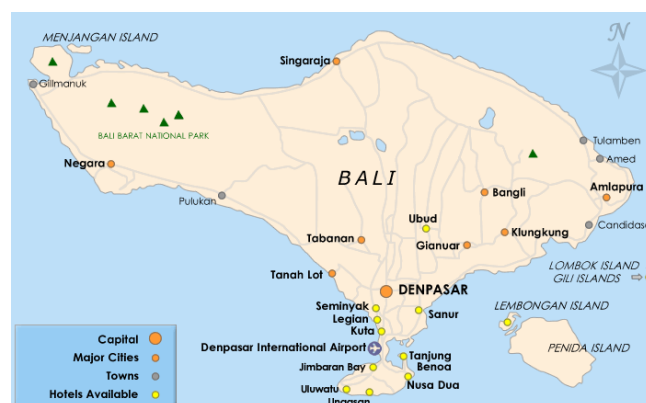 MENJANGAN ISLAND
N
Singaraja
Gilimanuk
BALI BARAT NATIONAL PARK
Tulamben
Amed
Negara
BALI
Bangli
Amlapura
Pulukan
Ubud
Tabanan
Gianuar
Klungkung
Candidasa
Tanah Lot
LOMBOK ISLAND
GILI ISLANDS
DENPASAR
Seminyak
Sanur
LEMBONGAN ISLAND
Legian
Kuta
Capital
Denpasar International Airport
PENIDA ISLAND
Major Cities
Tanjung
Benoa
Jimbaran Bay
Towns
Nusa Dua
Uluwatu
Hotels Available
Ungasan